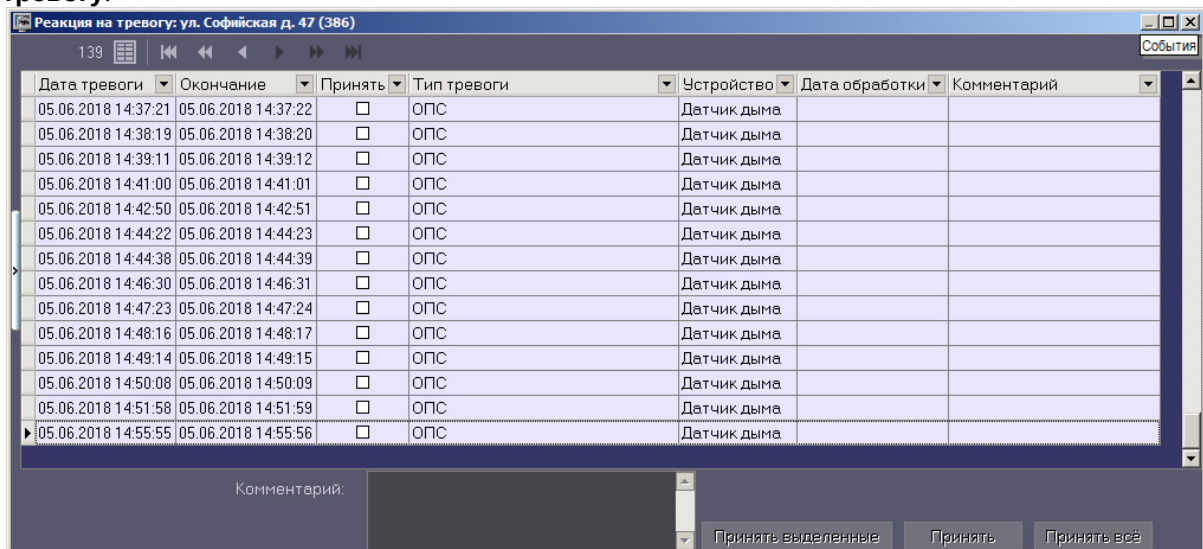 тревогу.
Реакция на тревогу: ул. Софийская д. 47 (386)
139
События
Дата тревоги Окончание Принять Тип тревоги Устройство Дата обработки Комментарий
05.06.2018 14:37:21 05.06.2018 14:37:22 ОПС Датчик дыма
05.06.2018 14:38:19 05.06.2018 14:38:20 ОПС Датчик дыма
05.06.2018 14:39:11 05.06.2018 14:39:12 ОПС Датчик дыма
05.06.2018 14:41:00 05.06.2018 14:41:01 ОПС Датчик дыма
05.06.2018 14:42:50 05.06.2018 14:42:51 ОПС Датчик дыма
05.06.2018 14:44:22 05.06.2018 14:44:23 ОПС Датчик дыма
05.06.2018 14:44:38 05.06.2018 14:44:39 ОПС Датчик дыма
05.06.2018 14:46:30 05.06.2018 14:46:31 ОПС Датчик дыма
05.06.2018 14:47:23 05.06.2018 14:47:24 ОПС Датчик дыма
05.06.2018 14:48:16 05.06.2018 14:48:17 ОПС Датчик дыма
05.06.2018 14:49:14 05.06.2018 14:49:15 ОПС Датчик дыма
05.06.2018 14:50:08 05.06.2018 14:50:09 ОПС Датчик дыма
05.06.2018 14:51:58 05.06.2018 14:51:59 ОПС Датчик дыма
05.06.2018 14:55:55 05.06.2018 14:55:56 ОПС Датчик дыма
Комментарий:
Принять выделенные Принять Принять всё